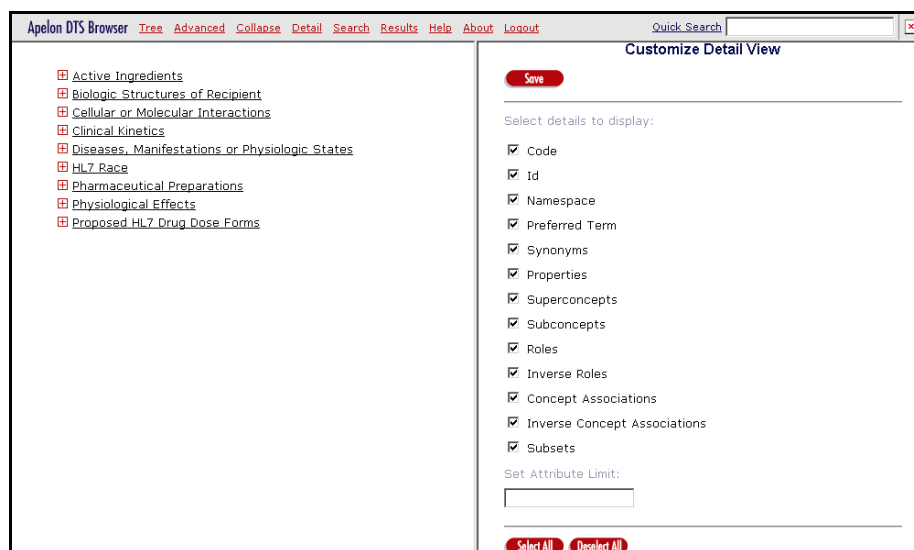 Apelon DTS Browser Tree Advanced Collapse Detail Search Results Help About Logout Quick Search
Active Ingredients
Biologic Structures of Recipient
Cellular or Molecular Interactions
Clinical Kinetics
Diseases, Manifestations or Physiologic States
HL7 Race
Pharmaceutical Preparations
Physiological Effects
Proposed HL7 Drug Dose Forms
Customize Detail View
Save
Select details to display:
Code
Id
Namespace
Preferred Term
Synonyms
Properties
Superconcepts
Subconcepts
Roles
Inverse Roles
Concept Associations
Inverse Concept Associations
Subsets
Set Attribute Limit:
Select All Deselect All